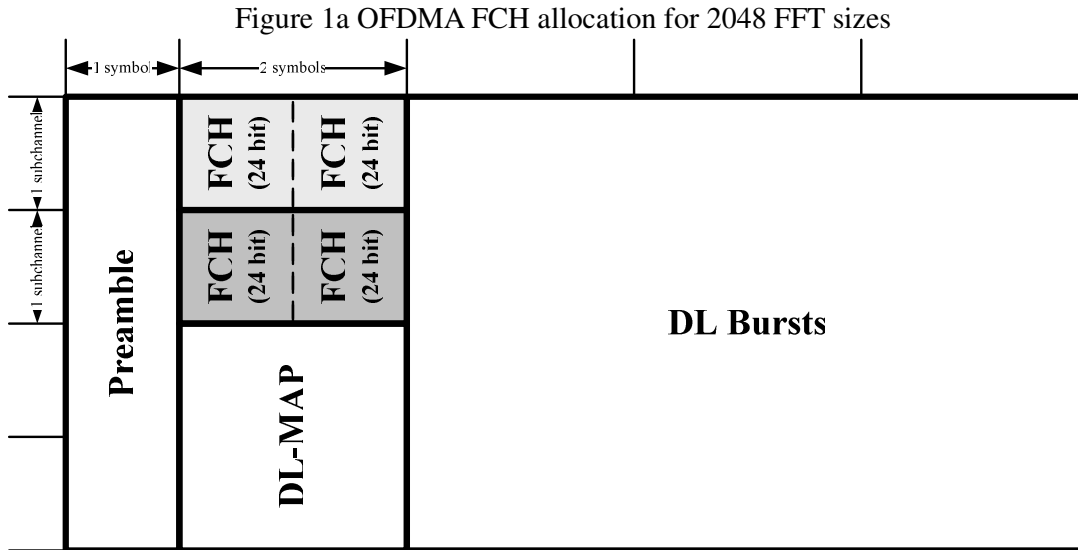 Figure 1a OFDMA FCH allocation for 2048 FFT sizes
1 symbol
2 symbols
1 subchannel
1 subchannel
Preamble
FCH
(24 bit)
FCH
(24 bit)
FCH
(24 bit)
FCH
(24 bit)
DL-MAP
DL Bursts